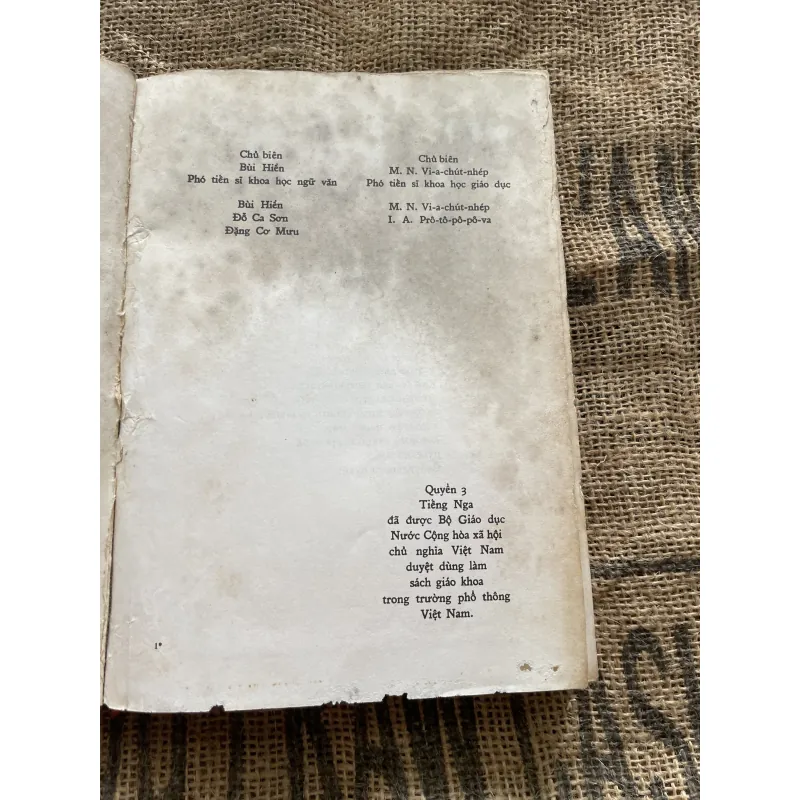 Chủ biên
Bùi Hiển
Phó tiến sĩ khoa học ngữ văn
Bùi Hiển
Đỗ Ca Sơn
Đặng Cơ Mưu
Chủ biên
M. N. Vi-a-chút-nhép
Phó tiến sĩ khoa học giáo dục
M. N. Vi-a-chút-nhép
I. A. Prô-tô-pô-pô-va
Quyển 3
Tiếng Nga
đã được Bộ Giáo dục
Nước Cộng hòa xã hội
chủ nghĩa Việt Nam
duyệt dùng làm
sách giáo khoa
trong trường phổ thông
Việt Nam.
1*